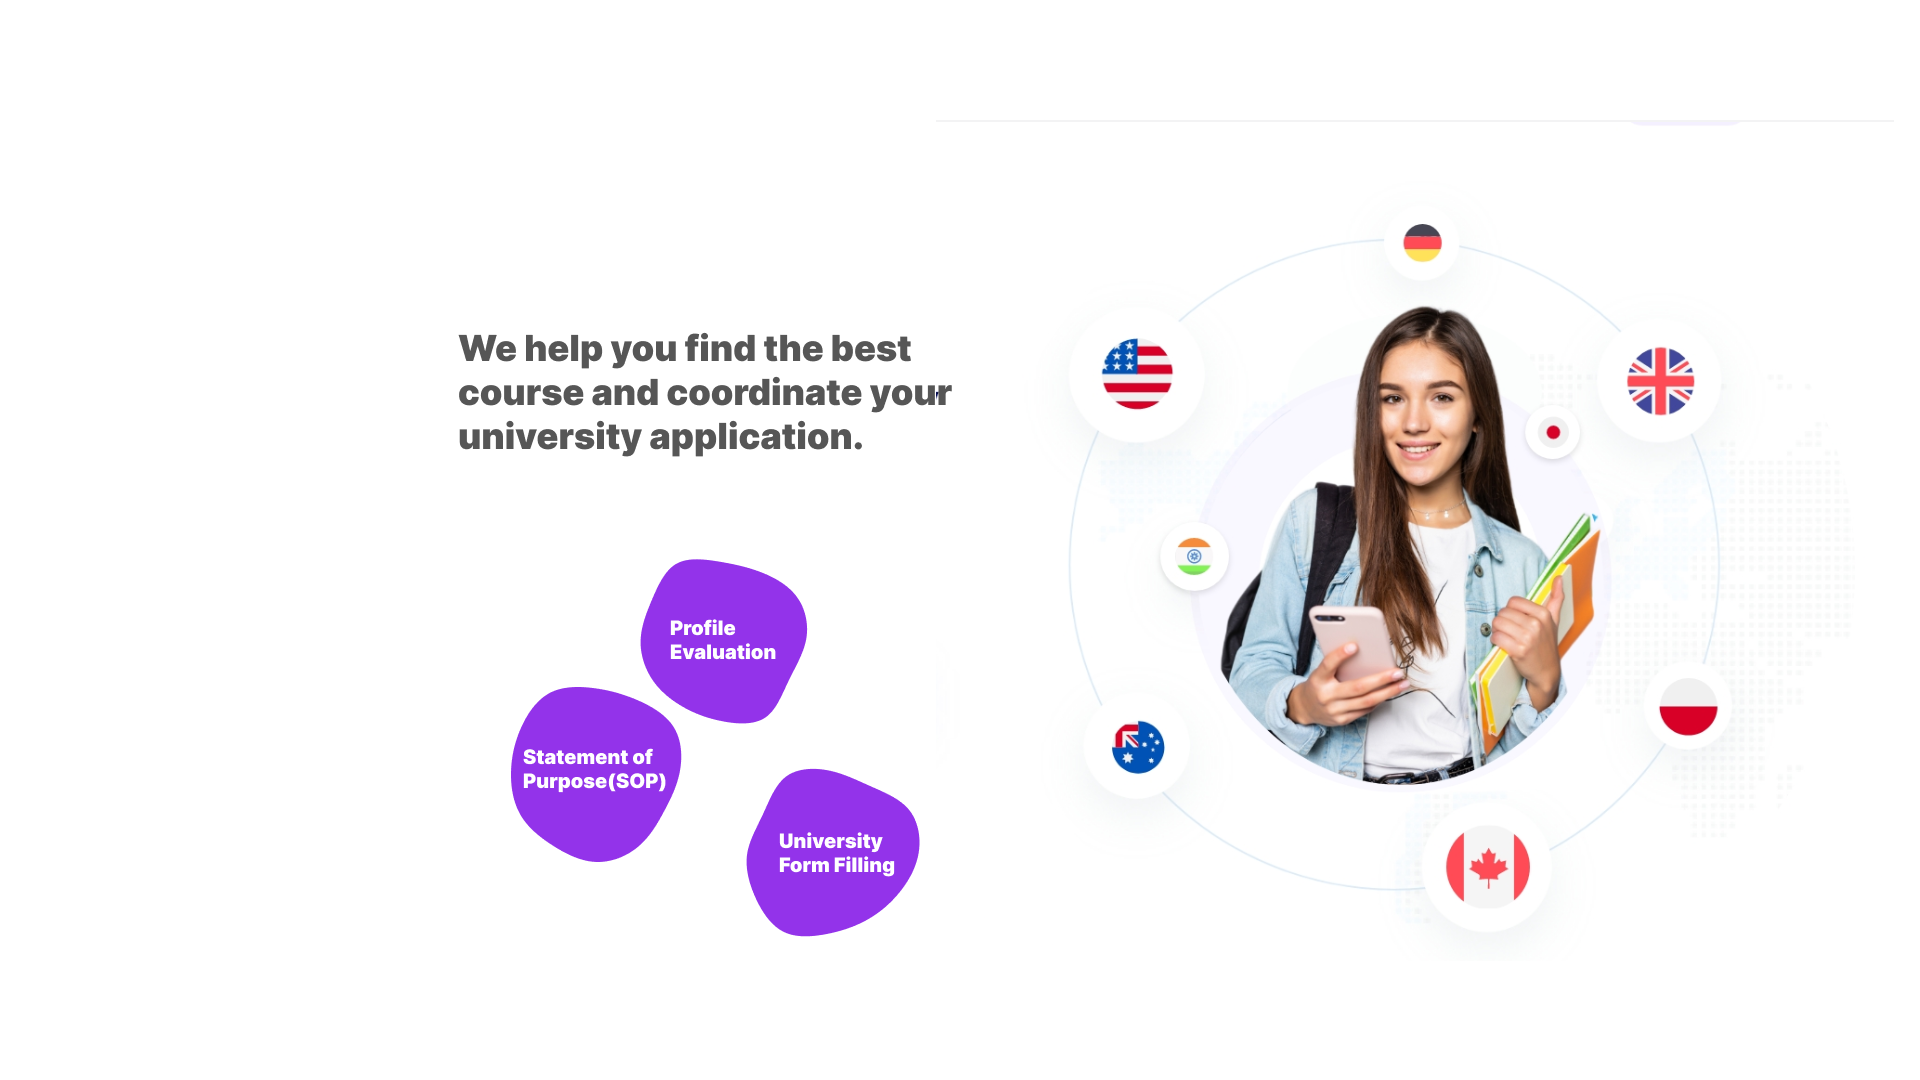 We help you find the best
course and coordinate your
university application.
Profile
Evaluation
Statement of
Purpose(SOP)
University
Form Filling